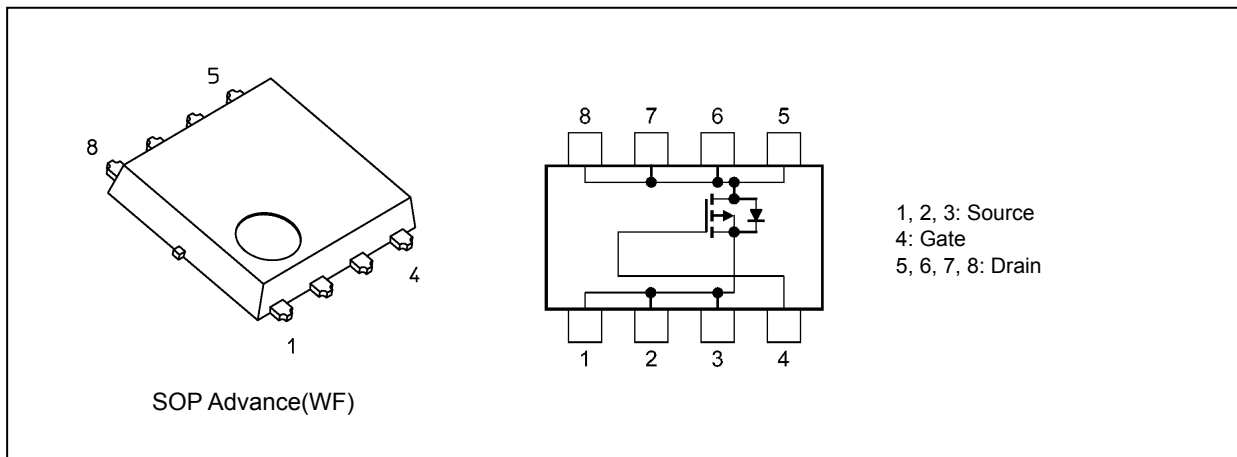 5
8
4
1
SOP Advance(WF)
8 7 6 5
1 2 3 4
1, 2, 3: Source
4: Gate
5, 6, 7, 8: Drain